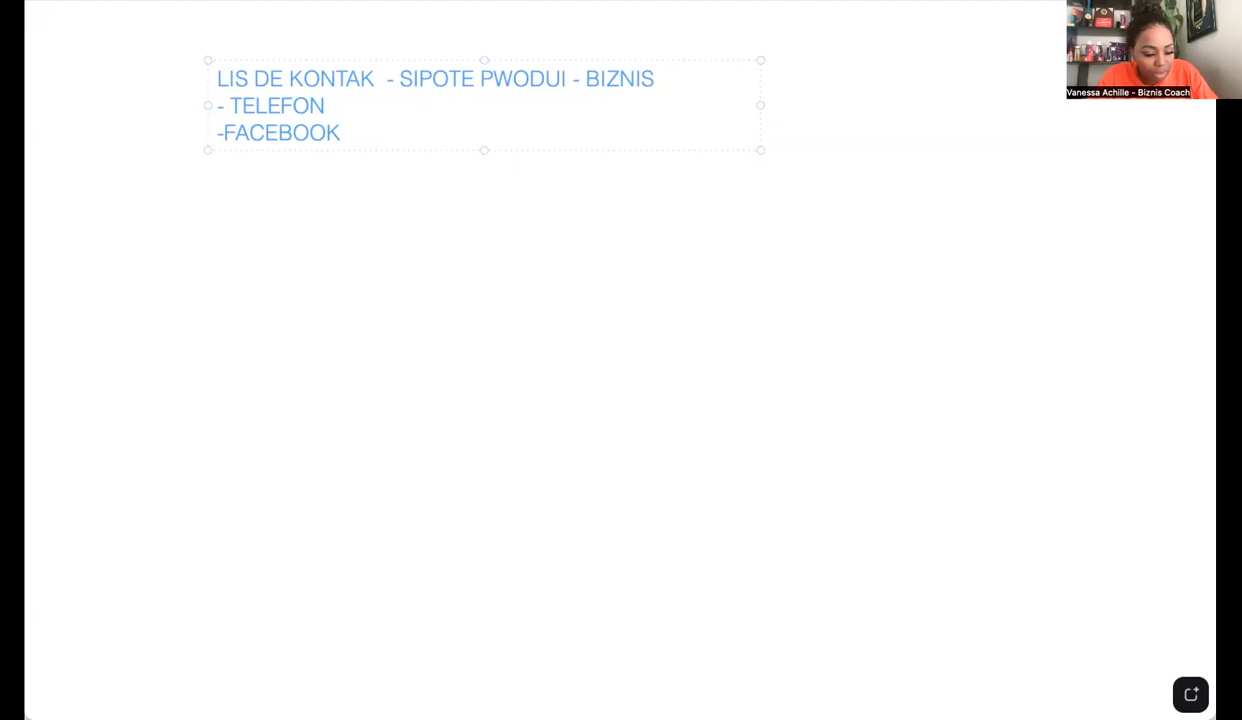 LIS DE KONTAK - SIPOTE PWODUI - BIZNIS
- TELEFON
-FACEBOOK
Vanessa Achille - Biznis Coach